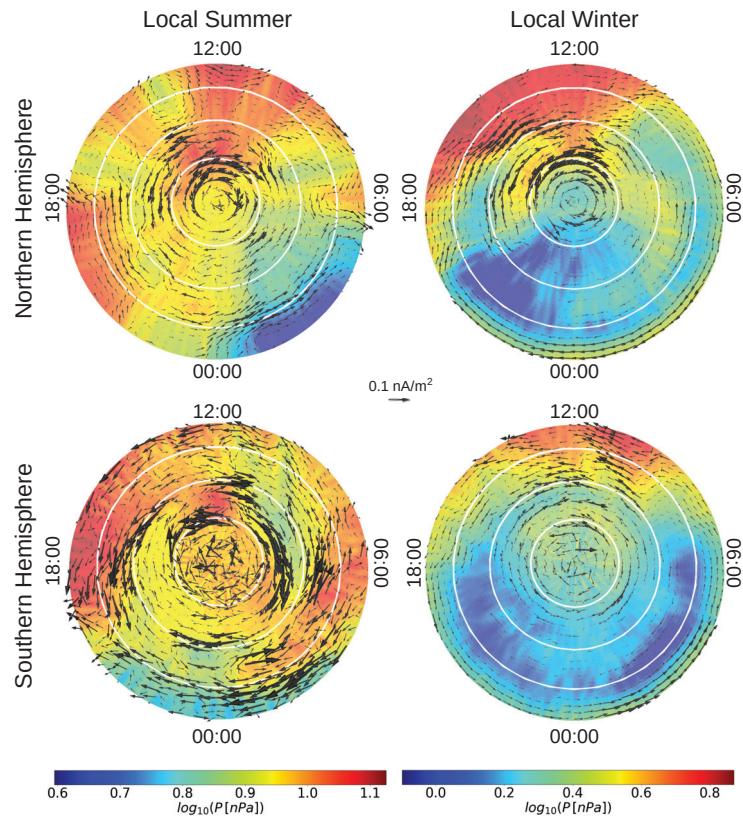 Local Summer
Local Winter
12:00
12:00
Northern Hemisphere
18:00
06:00
18:00
06:00
00:00
00:00
0.1 nA/m²
12:00
12:00
Southern Hemisphere
18:00
06:00
18:00
06:00
00:00
00:00
0.6 0.7 0.8 0.9 1.0 1.1
0.0 0.2 0.4 0.6 0.8
log₁₀(P [nPa])
log₁₀(P [nPa])